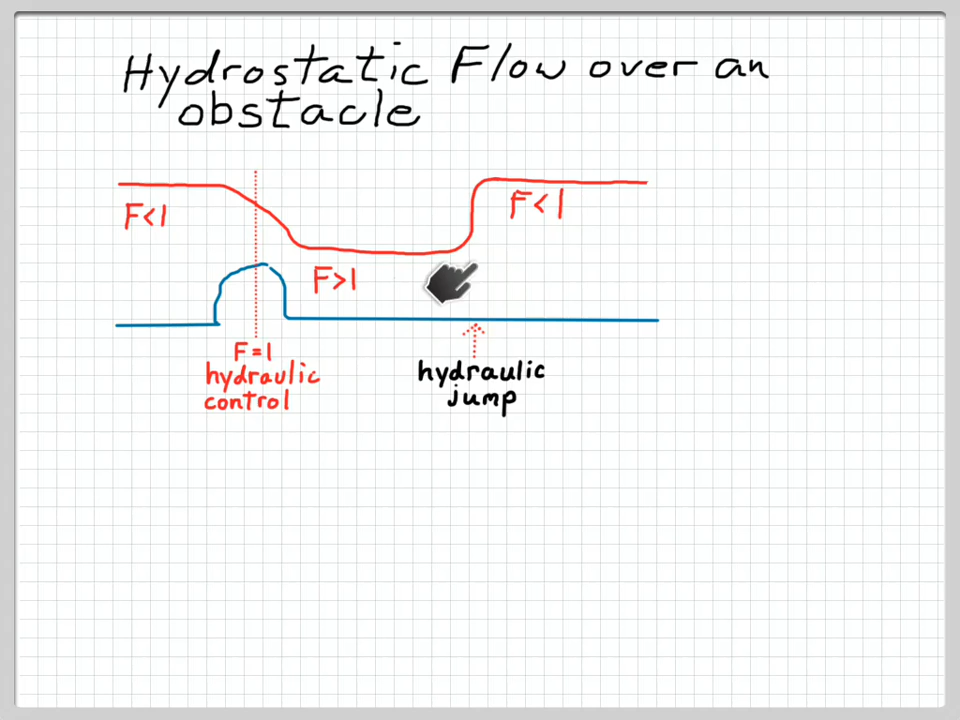 Hydrostatic Flow over an
obstacle
F<1
F<1
F>1
F=1
hydraulic
control
hydraulic
jump